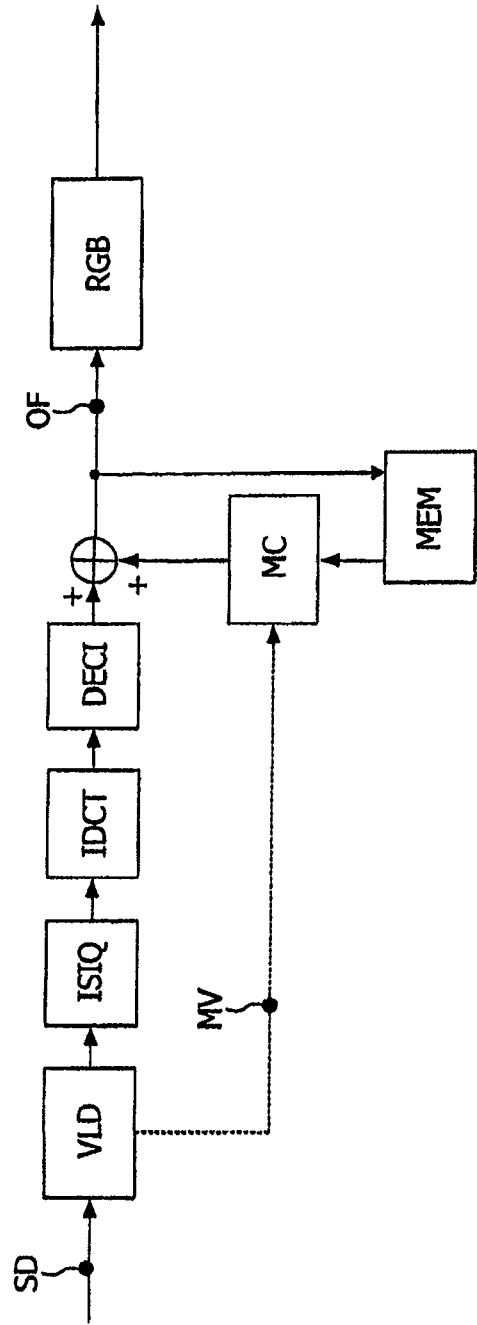 SD
VLD
ISIQ
IDCT
DECI
+
+
OF
RGB
MV
MC
MEM